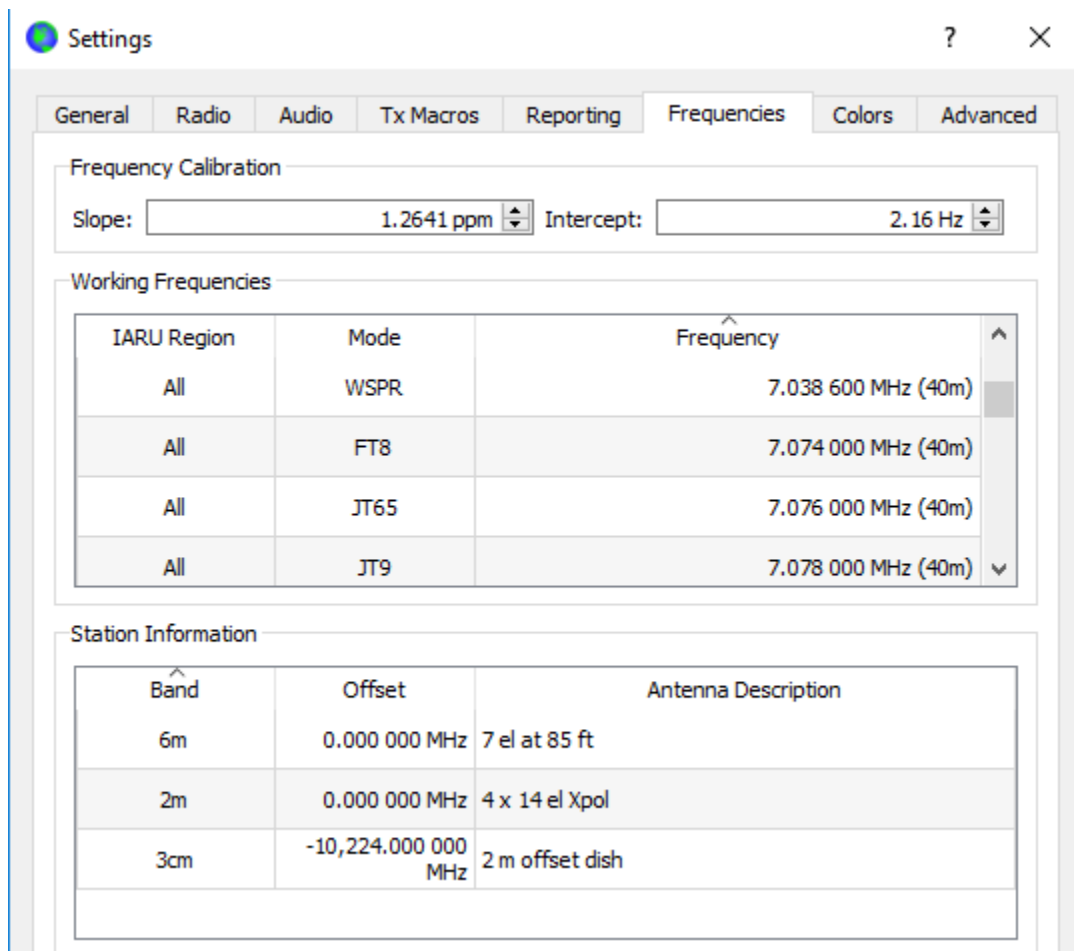 Settings ?
General Radio Audio Tx Macros Reporting Frequencies Colors Advanced
Frequency Calibration
Slope: 1.2641 ppm Intercept: 2.16 Hz
Working Frequencies
IARU Region Mode Frequency
All WSPR 7.038 600 MHz (40m)
All FT8 7.074 000 MHz (40m)
All JT65 7.076 000 MHz (40m)
All JT9 7.078 000 MHz (40m)
Station Information
Band Offset Antenna Description
6m 0.000 000 MHz 7 el at 85 ft
2m 0.000 000 MHz 4 x 14 el Xpol
3cm -10,224.000 000 MHz 2 m offset dish